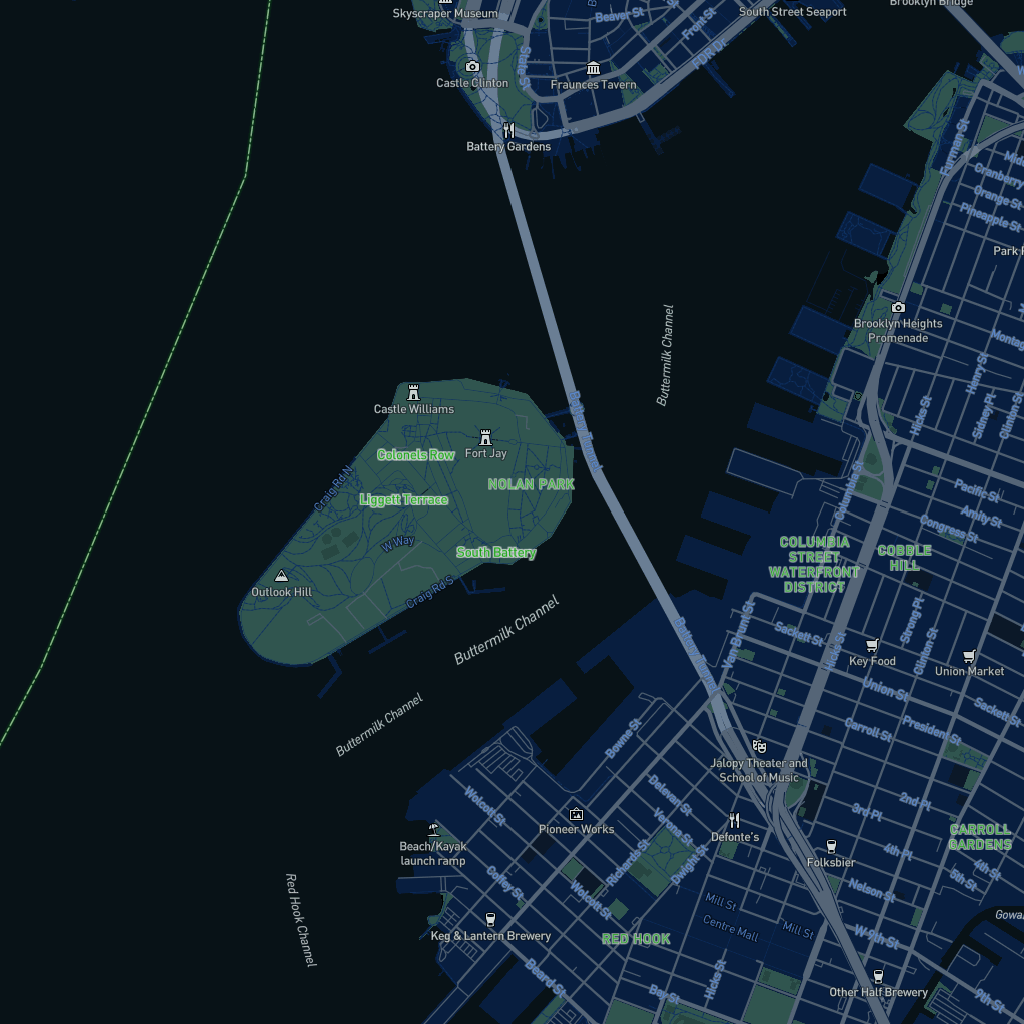 Skyscraper Museum
Beaver St
Front St
South Street Seaport
Brooklyn Bridge
State St
FDR Dr
Castle Clinton
Fraunces Tavern
Battery Gardens
Furman St
Cranberry
Orange St
Pineapple St
Park
Buttermilk Channel
Brooklyn Heights
Promenade
Henry St
Sidney Pl
Clinton St
Hicks St
Castle Williams
Colonels Row
Fort Jay
Craig Rd N
Liggett Terrace
NOLAN PARK
Columbia St
Pacific St
Amity St
Congress St
W Way
South Battery
COLUMBIA
STREET
WATERFRONT
DISTRICT
COBBLE
HILL
Outlook Hill
Craig Rd S
Buttermilk Channel
Van Brunt St
Sackett St
Hicks St
Strong Pl
Clinton St
Key Food
Union Market
Union St
Sackett St
Buttermilk Channel
Bowne St
Carroll St
President St
Jalopy Theater and
School of Music
Wolcott St
Delavan St
Verona St
2nd Pl
3rd Pl
Pioneer Works
Defonte's
CARROLL
GARDENS
Beach/Kayak
launch ramp
4th Pl
Folksbier
Richards St
Dwight St
4th St
5th St
Red Hook Channel
Coffey St
Wolcott St
Nelson St
Mill St
Centre Mall
Mill St
Keg & Lantern Brewery
RED HOOK
W 9th St
Beard St
Hicks St
Bay St
Other Half Brewery
9th St